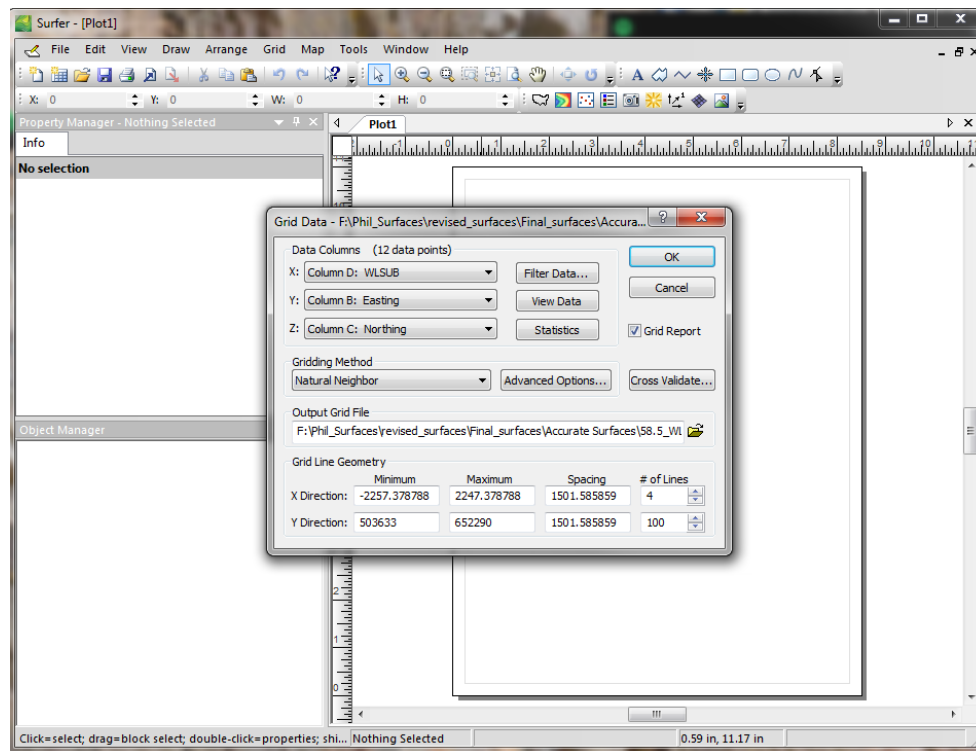 Surfer - [Plot1]
File Edit View Draw Arrange Grid Map Tools Window Help
X: 0 Y: 0 W: 0 H: 0
Property Manager - Nothing Selected
Info
No selection
Plot1
Grid Data - F:\Phil_Surfaces\revised_surfaces\Final_surfaces\Accura...
Data Columns (12 data points)
X: Column D: WLSUB
Filter Data...
OK
Y: Column B: Easting
View Data
Cancel
Z: Column C: Northing
Statistics
Grid Report
Gridding Method
Natural Neighbor
Advanced Options...
Cross Validate...
Output Grid File
F:\Phil_Surfaces\revised_surfaces\Final_surfaces\Accurate Surfaces\58.5_WL
Grid Line Geometry
Minimum Maximum Spacing # of Lines
X Direction: -2257.378788 2247.378788 1501.585859 4
Y Direction: 503633 652290 1501.585859 100
Object Manager
Click=select; drag=block select; double-click=properties; shi... Nothing Selected 0.59 in, 11.17 in